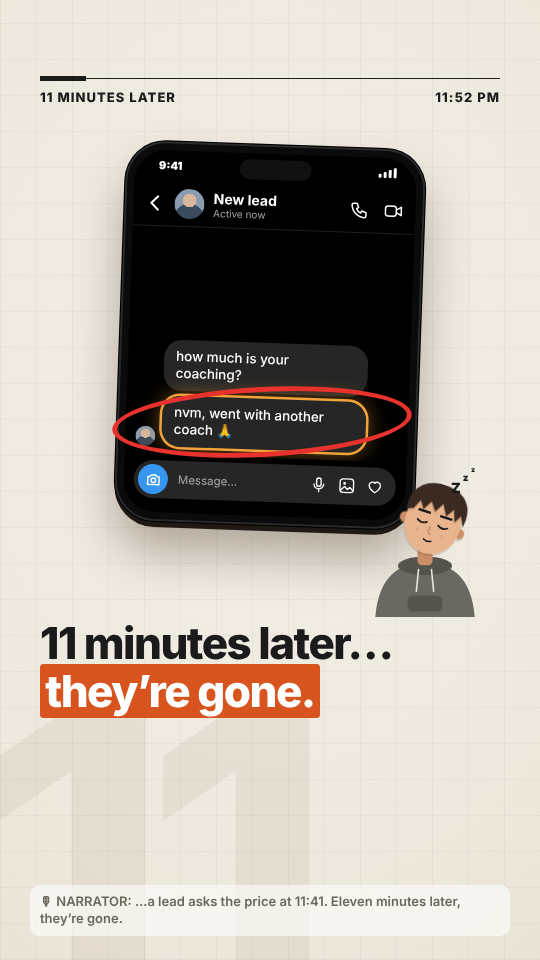 11 MINUTES LATER
11:52 PM
9:41
New lead
Active now
how much is your
coaching?
nvm, went with another
coach 🙏
Message...
z z z
11 minutes later…
they’re gone.
11
🎙 NARRATOR: …a lead asks the price at 11:41. Eleven minutes later,
they’re gone.